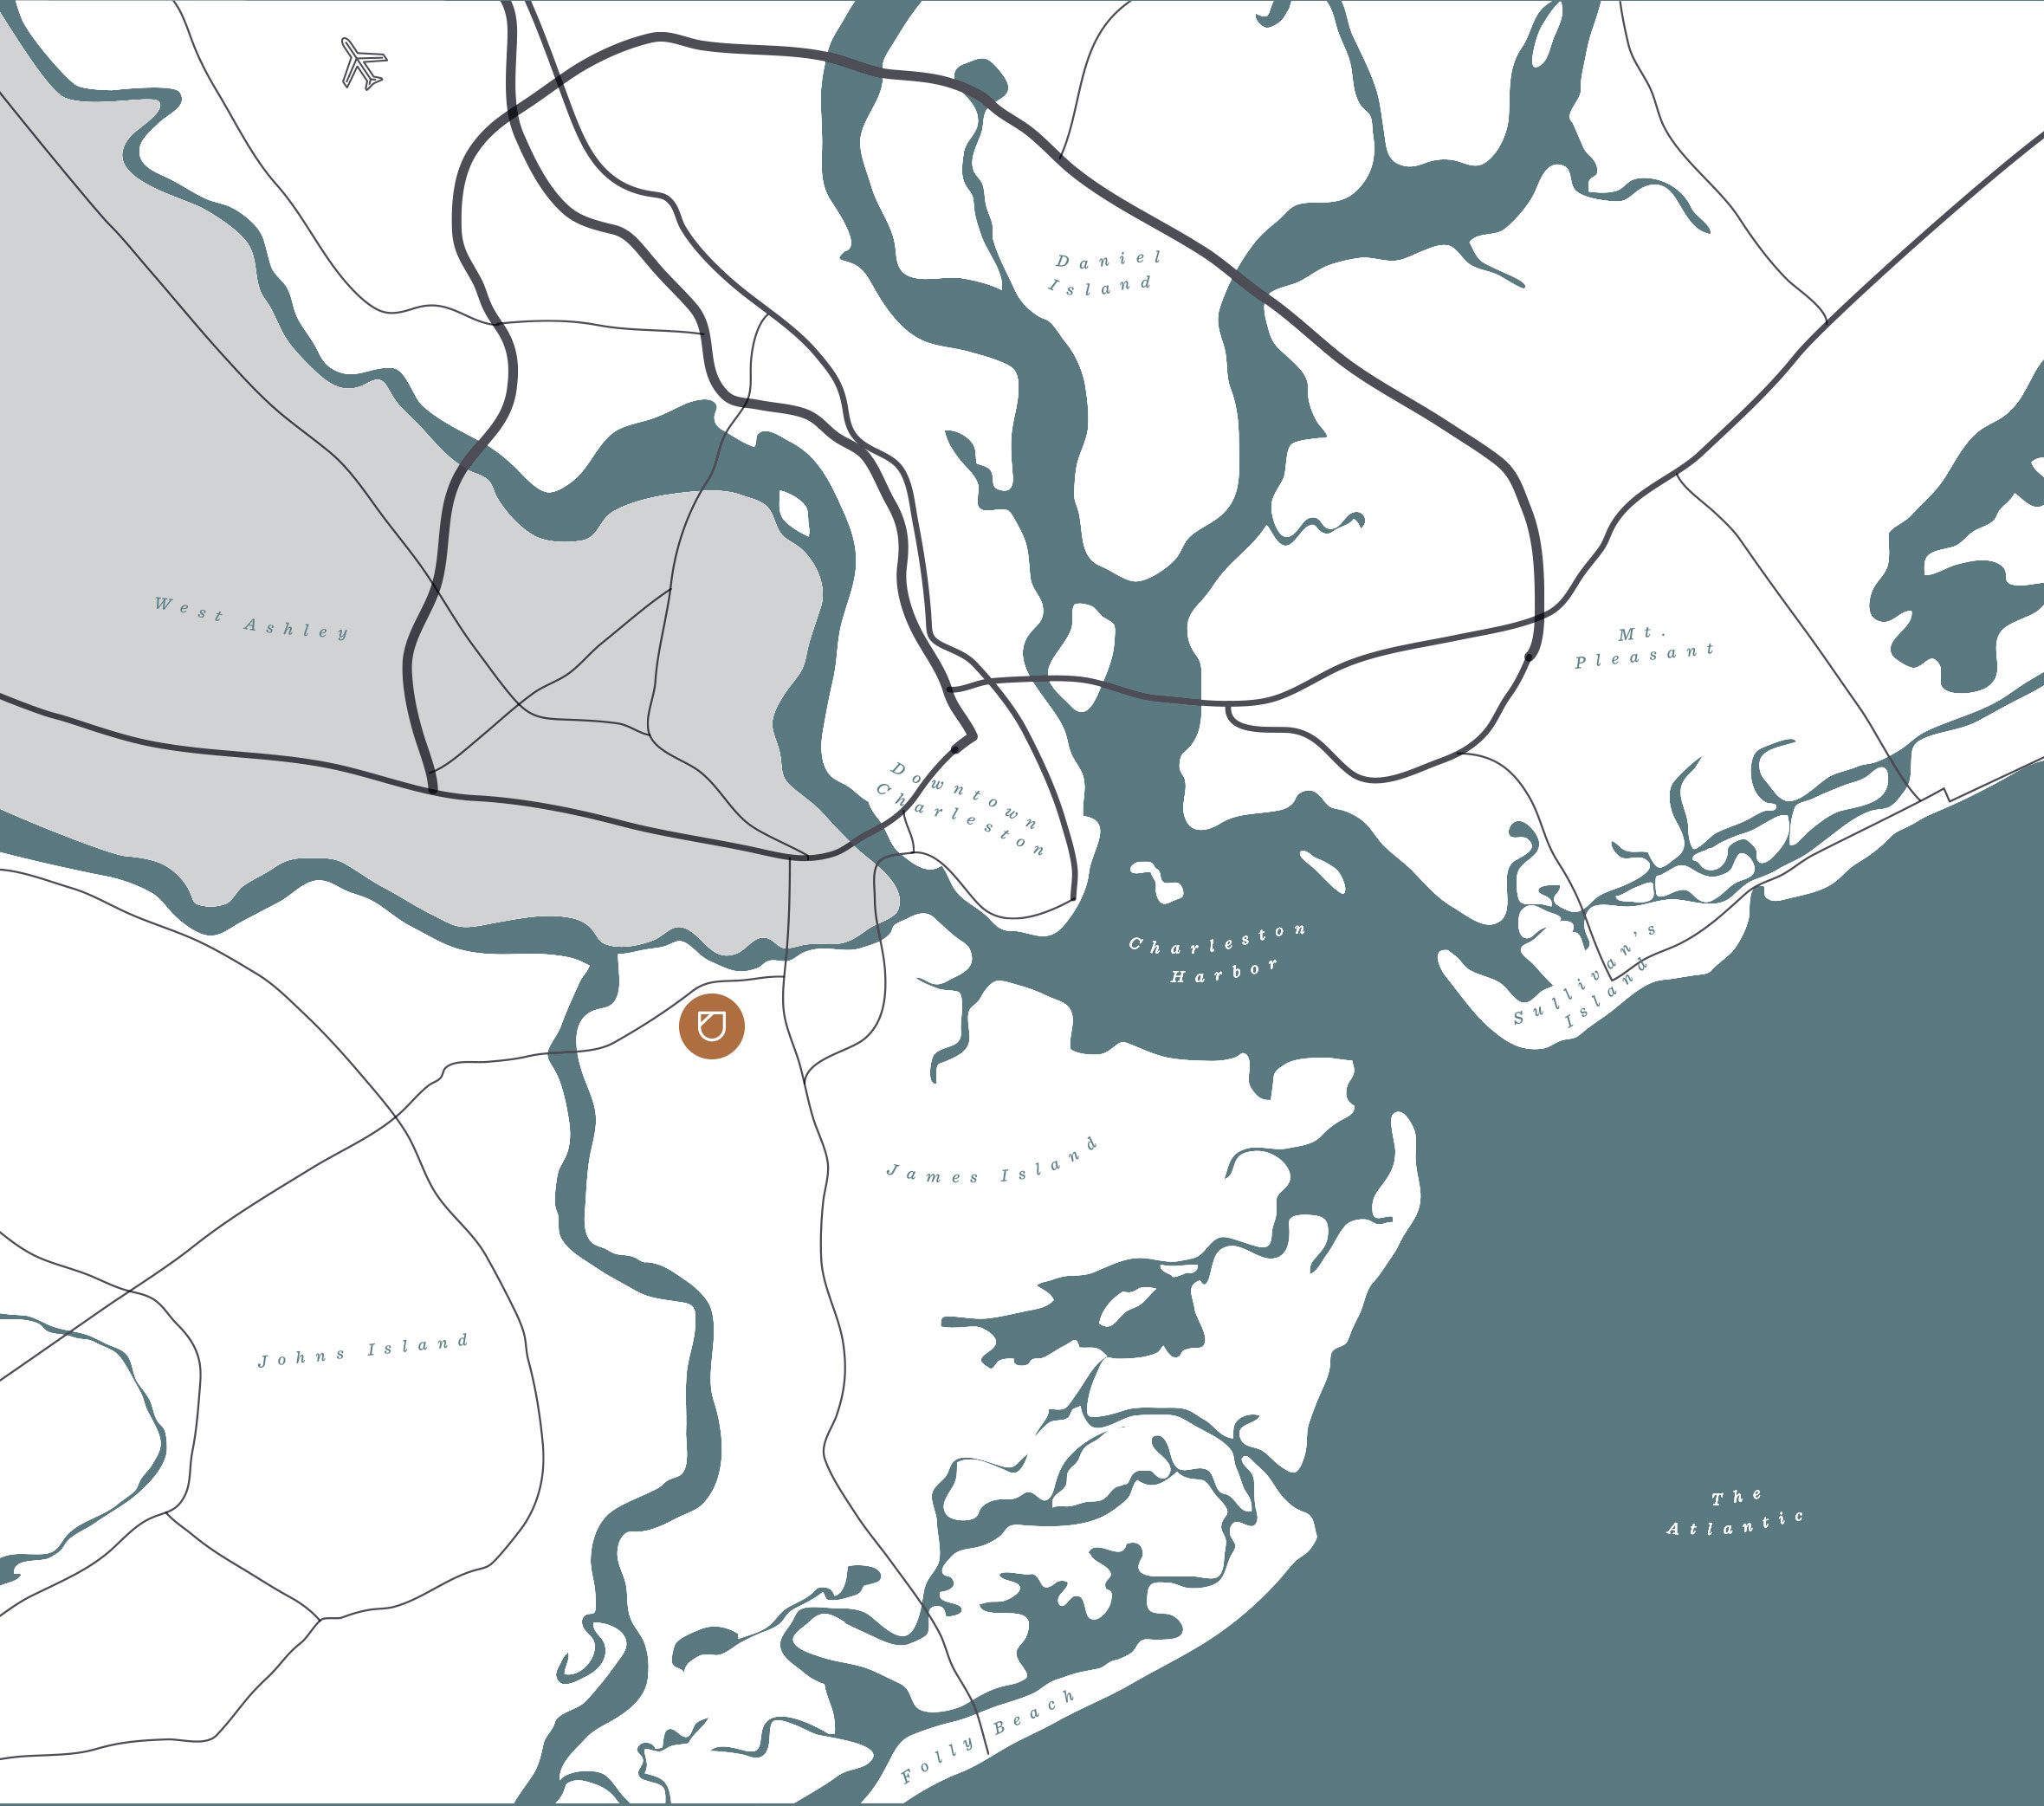 Daniel
Island
West Ashley
Mt.
Pleasant
Downtown
Charleston
Charleston
Harbor
Sullivan's
Island
James Island
Johns Island
The
Atlantic
Folly Beach